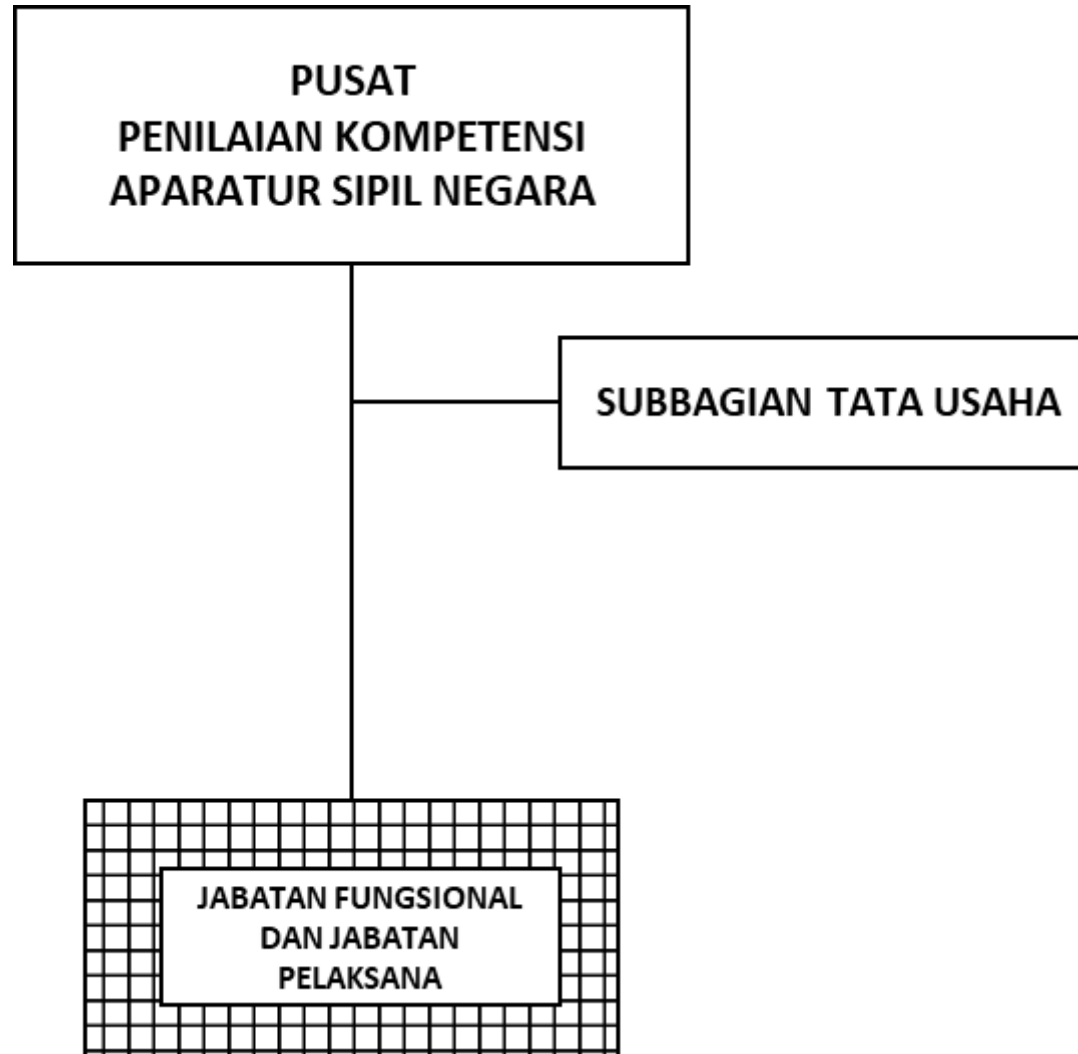 PUSAT
PENILAIAN KOMPETENSI
APARATUR SIPIL NEGARA
SUBBAGIAN TATA USAHA
JABATAN FUNGSIONAL
DAN JABATAN
PELAKSANA